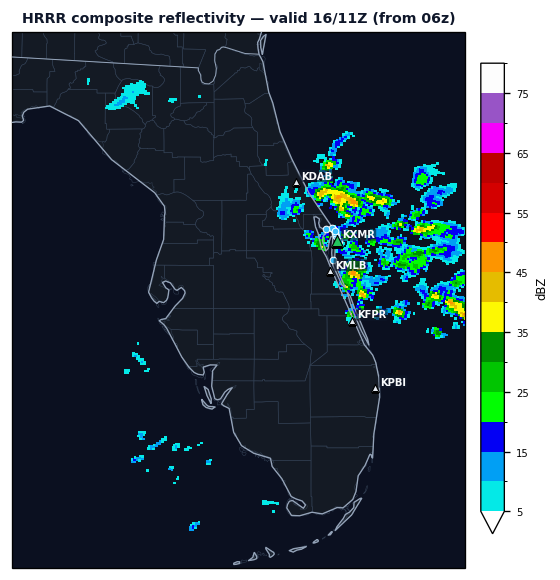 HRRR composite reflectivity — valid 16/11Z (from 06z)
KDAB
KXMR
KMLB
KFPR
KPBI
75
65
55
45
35
25
15
5
dBZ